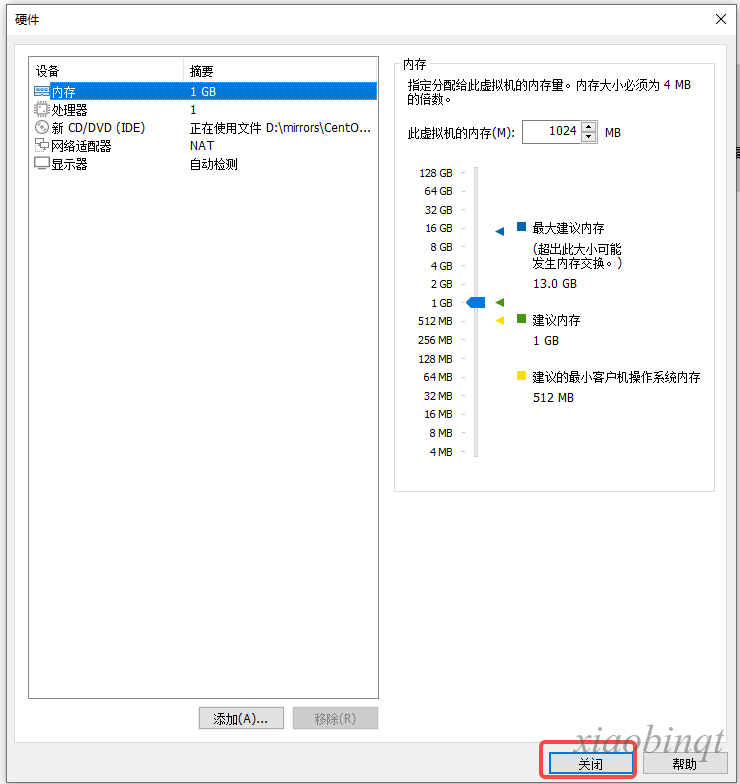 硬件
设备 摘要
内存 1 GB
处理器 1
新 CD/DVD (IDE) 正在使用文件 D:\mirrors\CentO...
网络适配器 NAT
显示器 自动检测
添加(A)...
移除(R)
内存
指定分配给此虚拟机的内存量。内存大小必须为 4 MB
的倍数。
此虚拟机的内存(M): 1024 MB
128 GB
64 GB
32 GB
16 GB
8 GB
4 GB
2 GB
1 GB
512 MB
256 MB
128 MB
64 MB
32 MB
16 MB
8 MB
4 MB
最大建议内存
(超出此大小可能
发生内存交换。)
13.0 GB
建议内存
1 GB
建议的最小客户机操作系统内存
512 MB
xiaobinqt
关闭
帮助